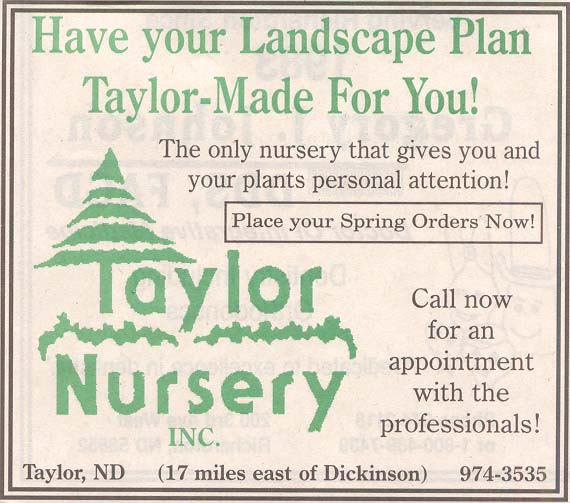 Have your Landscape Plan
Taylor-Made For You!
The only nursery that gives you and
your plants personal attention!
Place your Spring Orders Now!
Taylor
Nursery
INC.
Call now
for an
appointment
with the
professionals!
Taylor, ND (17 miles east of Dickinson) 974-3535